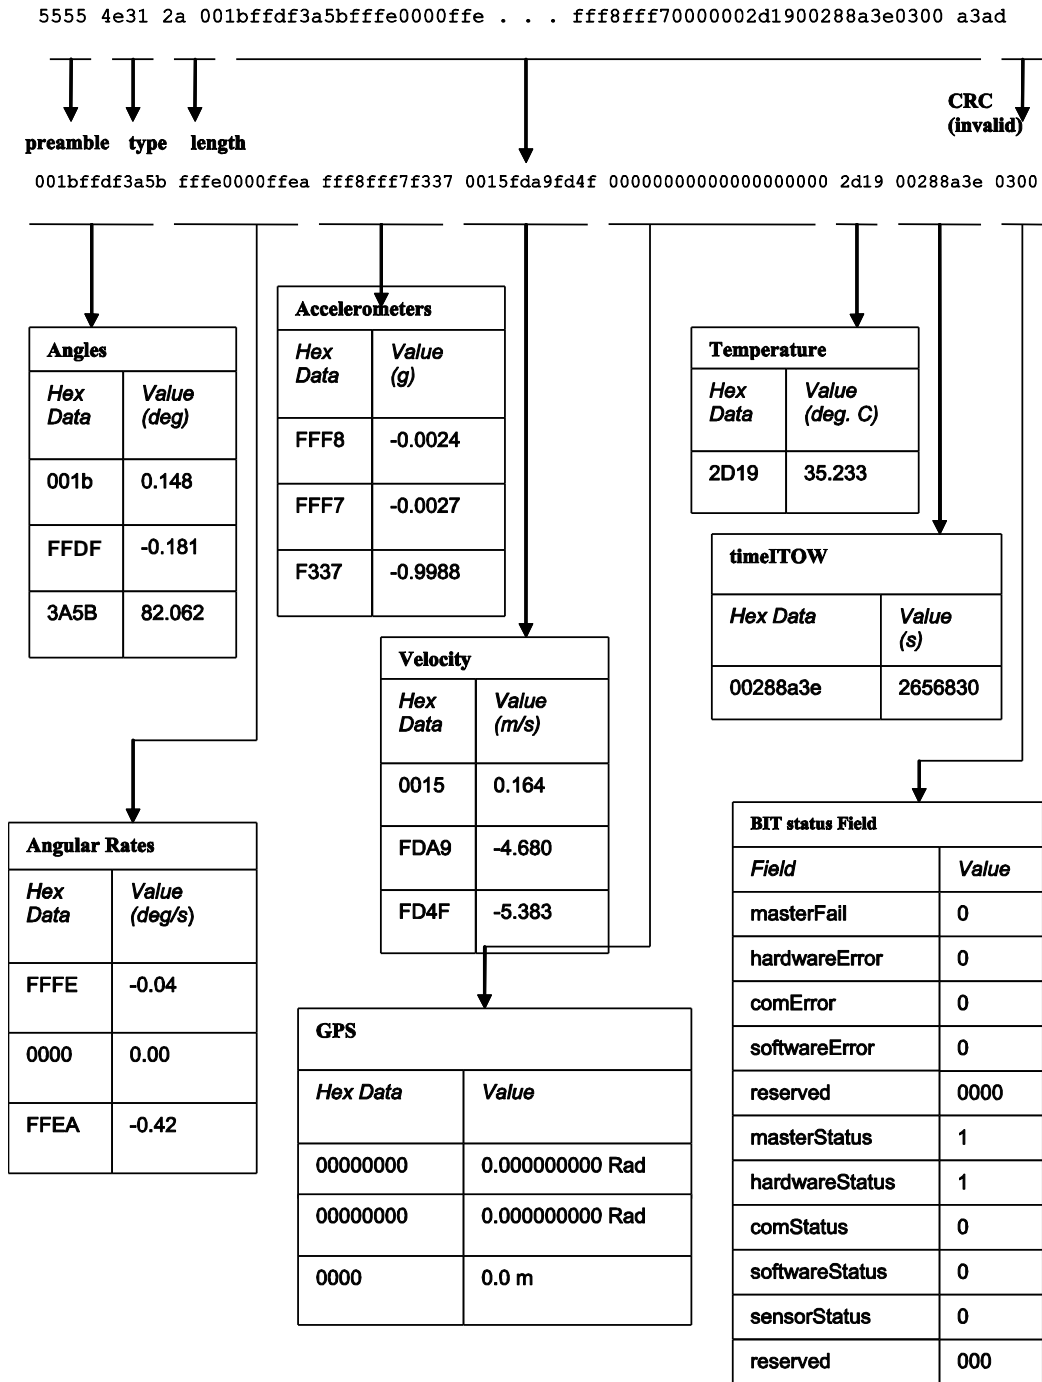 5555 4e31 2a 001bffdf3a5bfffe0000ffe . . . fff8fff70000002d1900288a3e0300 a3ad
preamble type length
CRC
(invalid)
001bffdf3a5b fffe0000ffea fff8fff7f337 0015fda9fd4f 00000000000000000000 2d19 00288a3e 0300
Angles
Hex Data Value (deg)
001b 0.148
FFDF -0.181
3A5B 82.062
Accelerometers
Hex Data Value (g)
FFF8 -0.0024
FFF7 -0.0027
F337 -0.9988
Temperature
Hex Data Value (deg. C)
2D19 35.233
timeITOW
Hex Data Value (s)
00288a3e 2656830
Velocity
Hex Data Value (m/s)
0015 0.164
FDA9 -4.680
FD4F -5.383
Angular Rates
Hex Data Value (deg/s)
FFFE -0.04
0000 0.00
FFEA -0.42
GPS
Hex Data Value
00000000 0.000000000 Rad
00000000 0.000000000 Rad
0000 0.0 m
BIT status Field
Field Value
masterFail 0
hardwareError 0
comError 0
softwareError 0
reserved 0000
masterStatus 1
hardwareStatus 1
comStatus 0
softwareStatus 0
sensorStatus 0
reserved 000